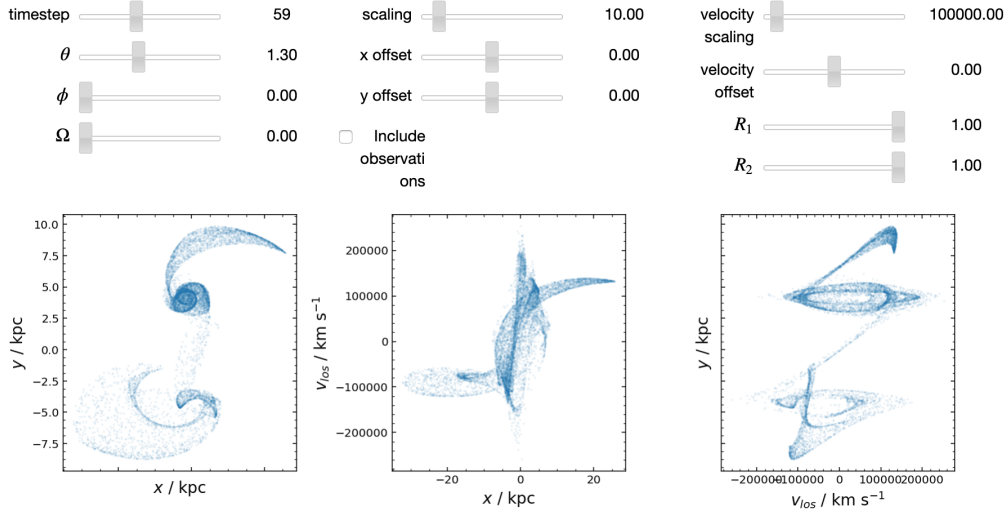 timestep 59
θ 1.30
ϕ 0.00
Ω 0.00
scaling 10.00
x offset 0.00
y offset 0.00
Include
observati
ons
velocity 100000.00
scaling
velocity 0.00
offset
R1 1.00
R2 1.00
10.0
7.5
5.0
2.5
0.0
−2.5
−5.0
−7.5
y / kpc
x / kpc
200000
100000
0
−100000
−200000
vlos / km s−1
−20 0 20
x / kpc
y / kpc
−200000 −100000 0 100000 200000
vlos / km s−1